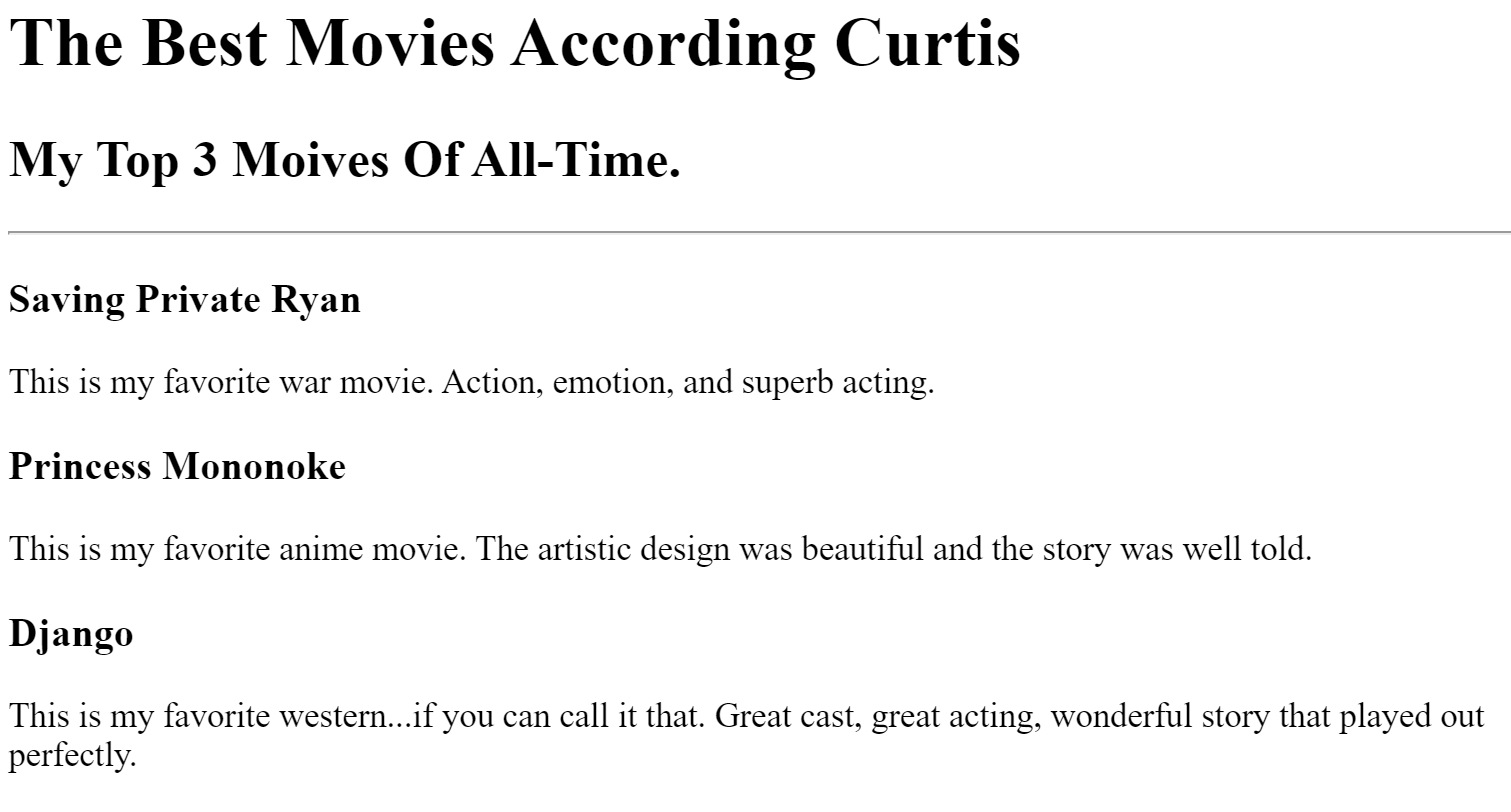 The Best Movies According Curtis
My Top 3 Moives Of All-Time.
Saving Private Ryan
This is my favorite war movie. Action, emotion, and superb acting.
Princess Mononoke
This is my favorite anime movie. The artistic design was beautiful and the story was well told.
Django
This is my favorite western...if you can call it that. Great cast, great acting, wonderful story that played out
perfectly.